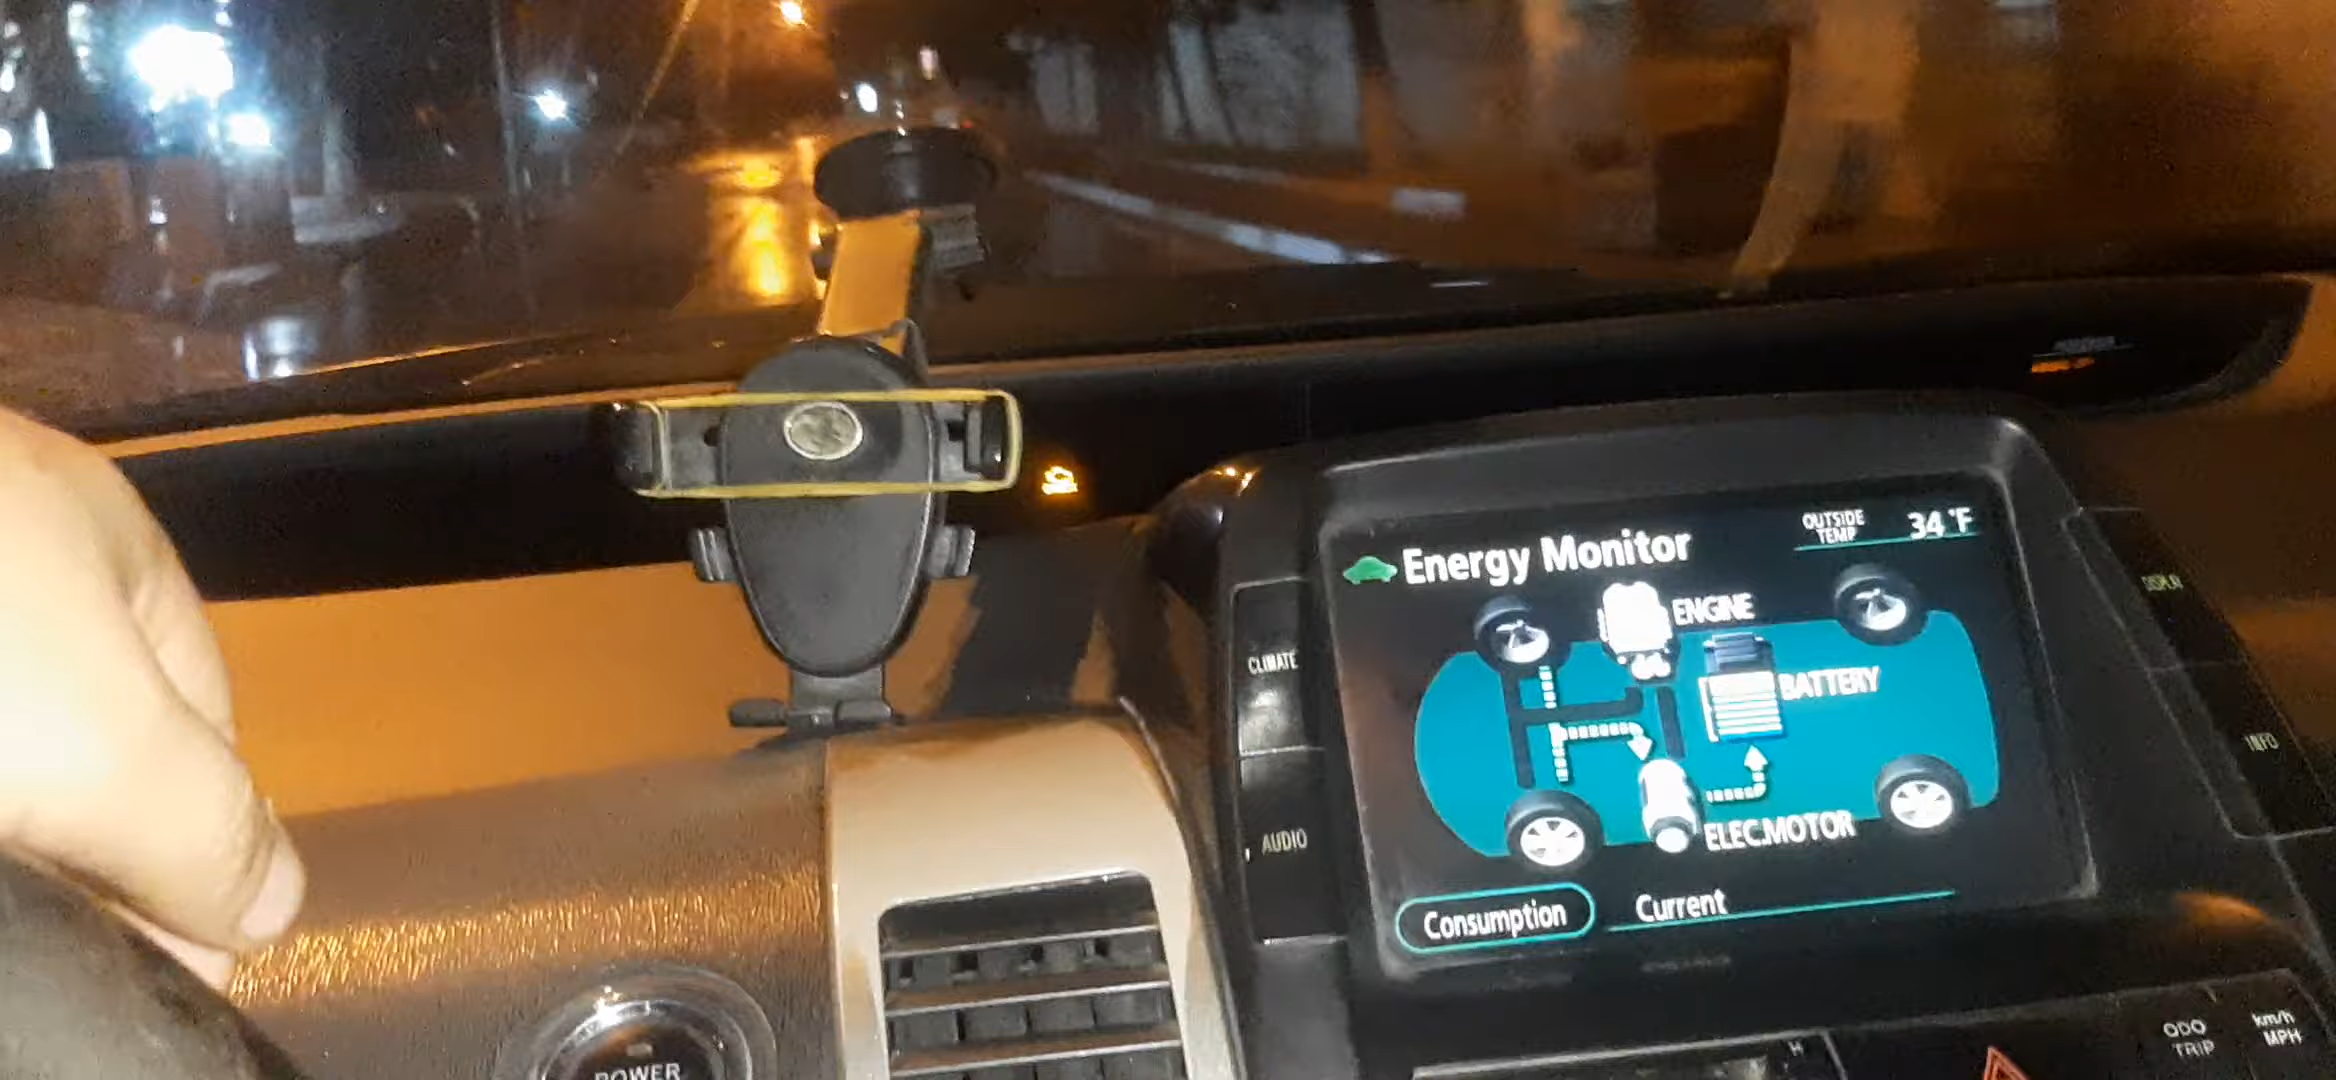 Energy Monitor
OUTSIDE
TEMP
34 °F
ENGINE
BATTERY
ELEC.MOTOR
Consumption
Current
CLIMATE
AUDIO
DISPLAY
INFO
POWER
H
ODO
TRIP
km/h
MPH